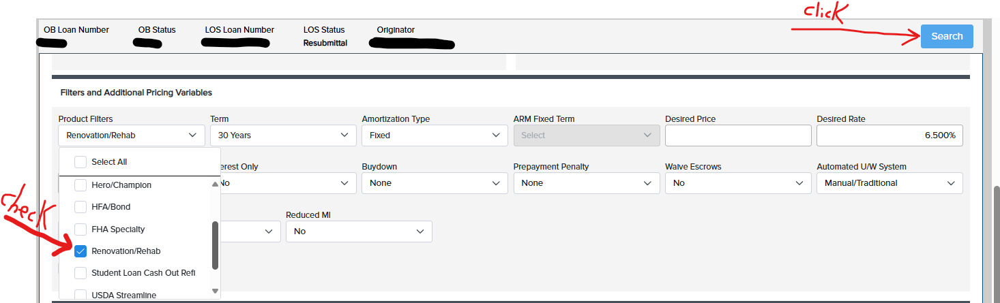 click
OB Loan Number OB Status LOS Loan Number LOS Status Originator
Resubmittal
Search
Filters and Additional Pricing Variables
Product Filters Term Amortization Type ARM Fixed Term Desired Price Desired Rate
Renovation/Rehab 30 Years Fixed Select 6.500%
Select All
erest Only Buydown Prepayment Penalty Waive Escrows Automated U/W System
No None None No Manual/Traditional
Hero/Champion
check
HFA/Bond
Reduced MI
FHA Specialty
No
Renovation/Rehab
Student Loan Cash Out Refi
USDA Streamline